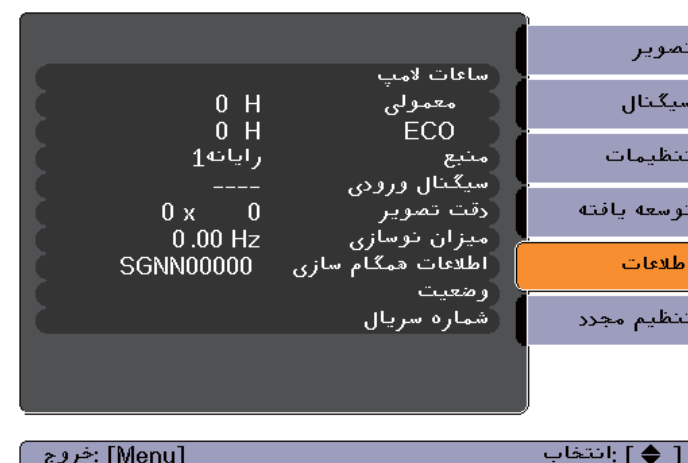 تصویر
سیگنال
تنظیمات
توسعه یافته
اطلاعات
تنظیم مجدد
ساعات لامپ
معمولی 0 H
ECO 0 H
منبع رایانه1
سیگنال ورودی ----
دقت تصویر 0 x 0
میزان نوسازی 0.00 Hz
اطلاعات همگام سازی SGNN00000
وضعیت
شماره سریال
[ ]: انتخاب
[Menu]: خروج